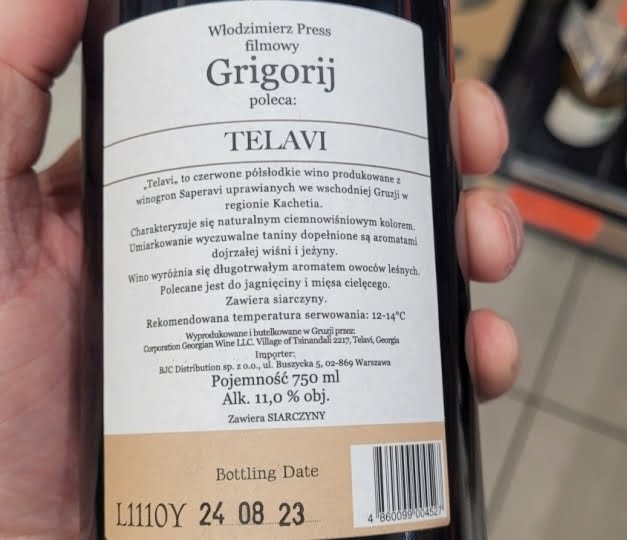 Włodzimierz Press
filmowy
Grigorij
poleca:
TELAVI
„Telavi„ to czerwone półsłodkie wino produkowane z
winogron Saperavi uprawianych we wschodniej Gruzji w
regionie Kachetia.
Charakteryzuje się naturalnym ciemnowiśniowym kolorem.
Umiarkowanie wyczuwalne taniny dopełnione są aromatami
dojrzałej wiśni i jeżyny.
Wino wyróżnia się długotrwałym aromatem owoców leśnych.
Polecane jest do jagnięciny i mięsa cielęcego.
Zawiera siarczyny.
Rekomendowana temperatura serwowania: 12-14°C
Wyprodukowane i butelkowane w Gruzji przez:
Corporation Georgian Wine LLC. Village of Tsinandali 2217, Telavi, Georgia
Importer:
BJC Distribution sp. z o.o., ul. Buszycka 5, 02-869 Warszawa
Pojemność 750 ml
Alk. 11,0 % obj.
Zawiera SIARCZYNY
Bottling Date
L1110Y 24 08 23
4 860099 004527